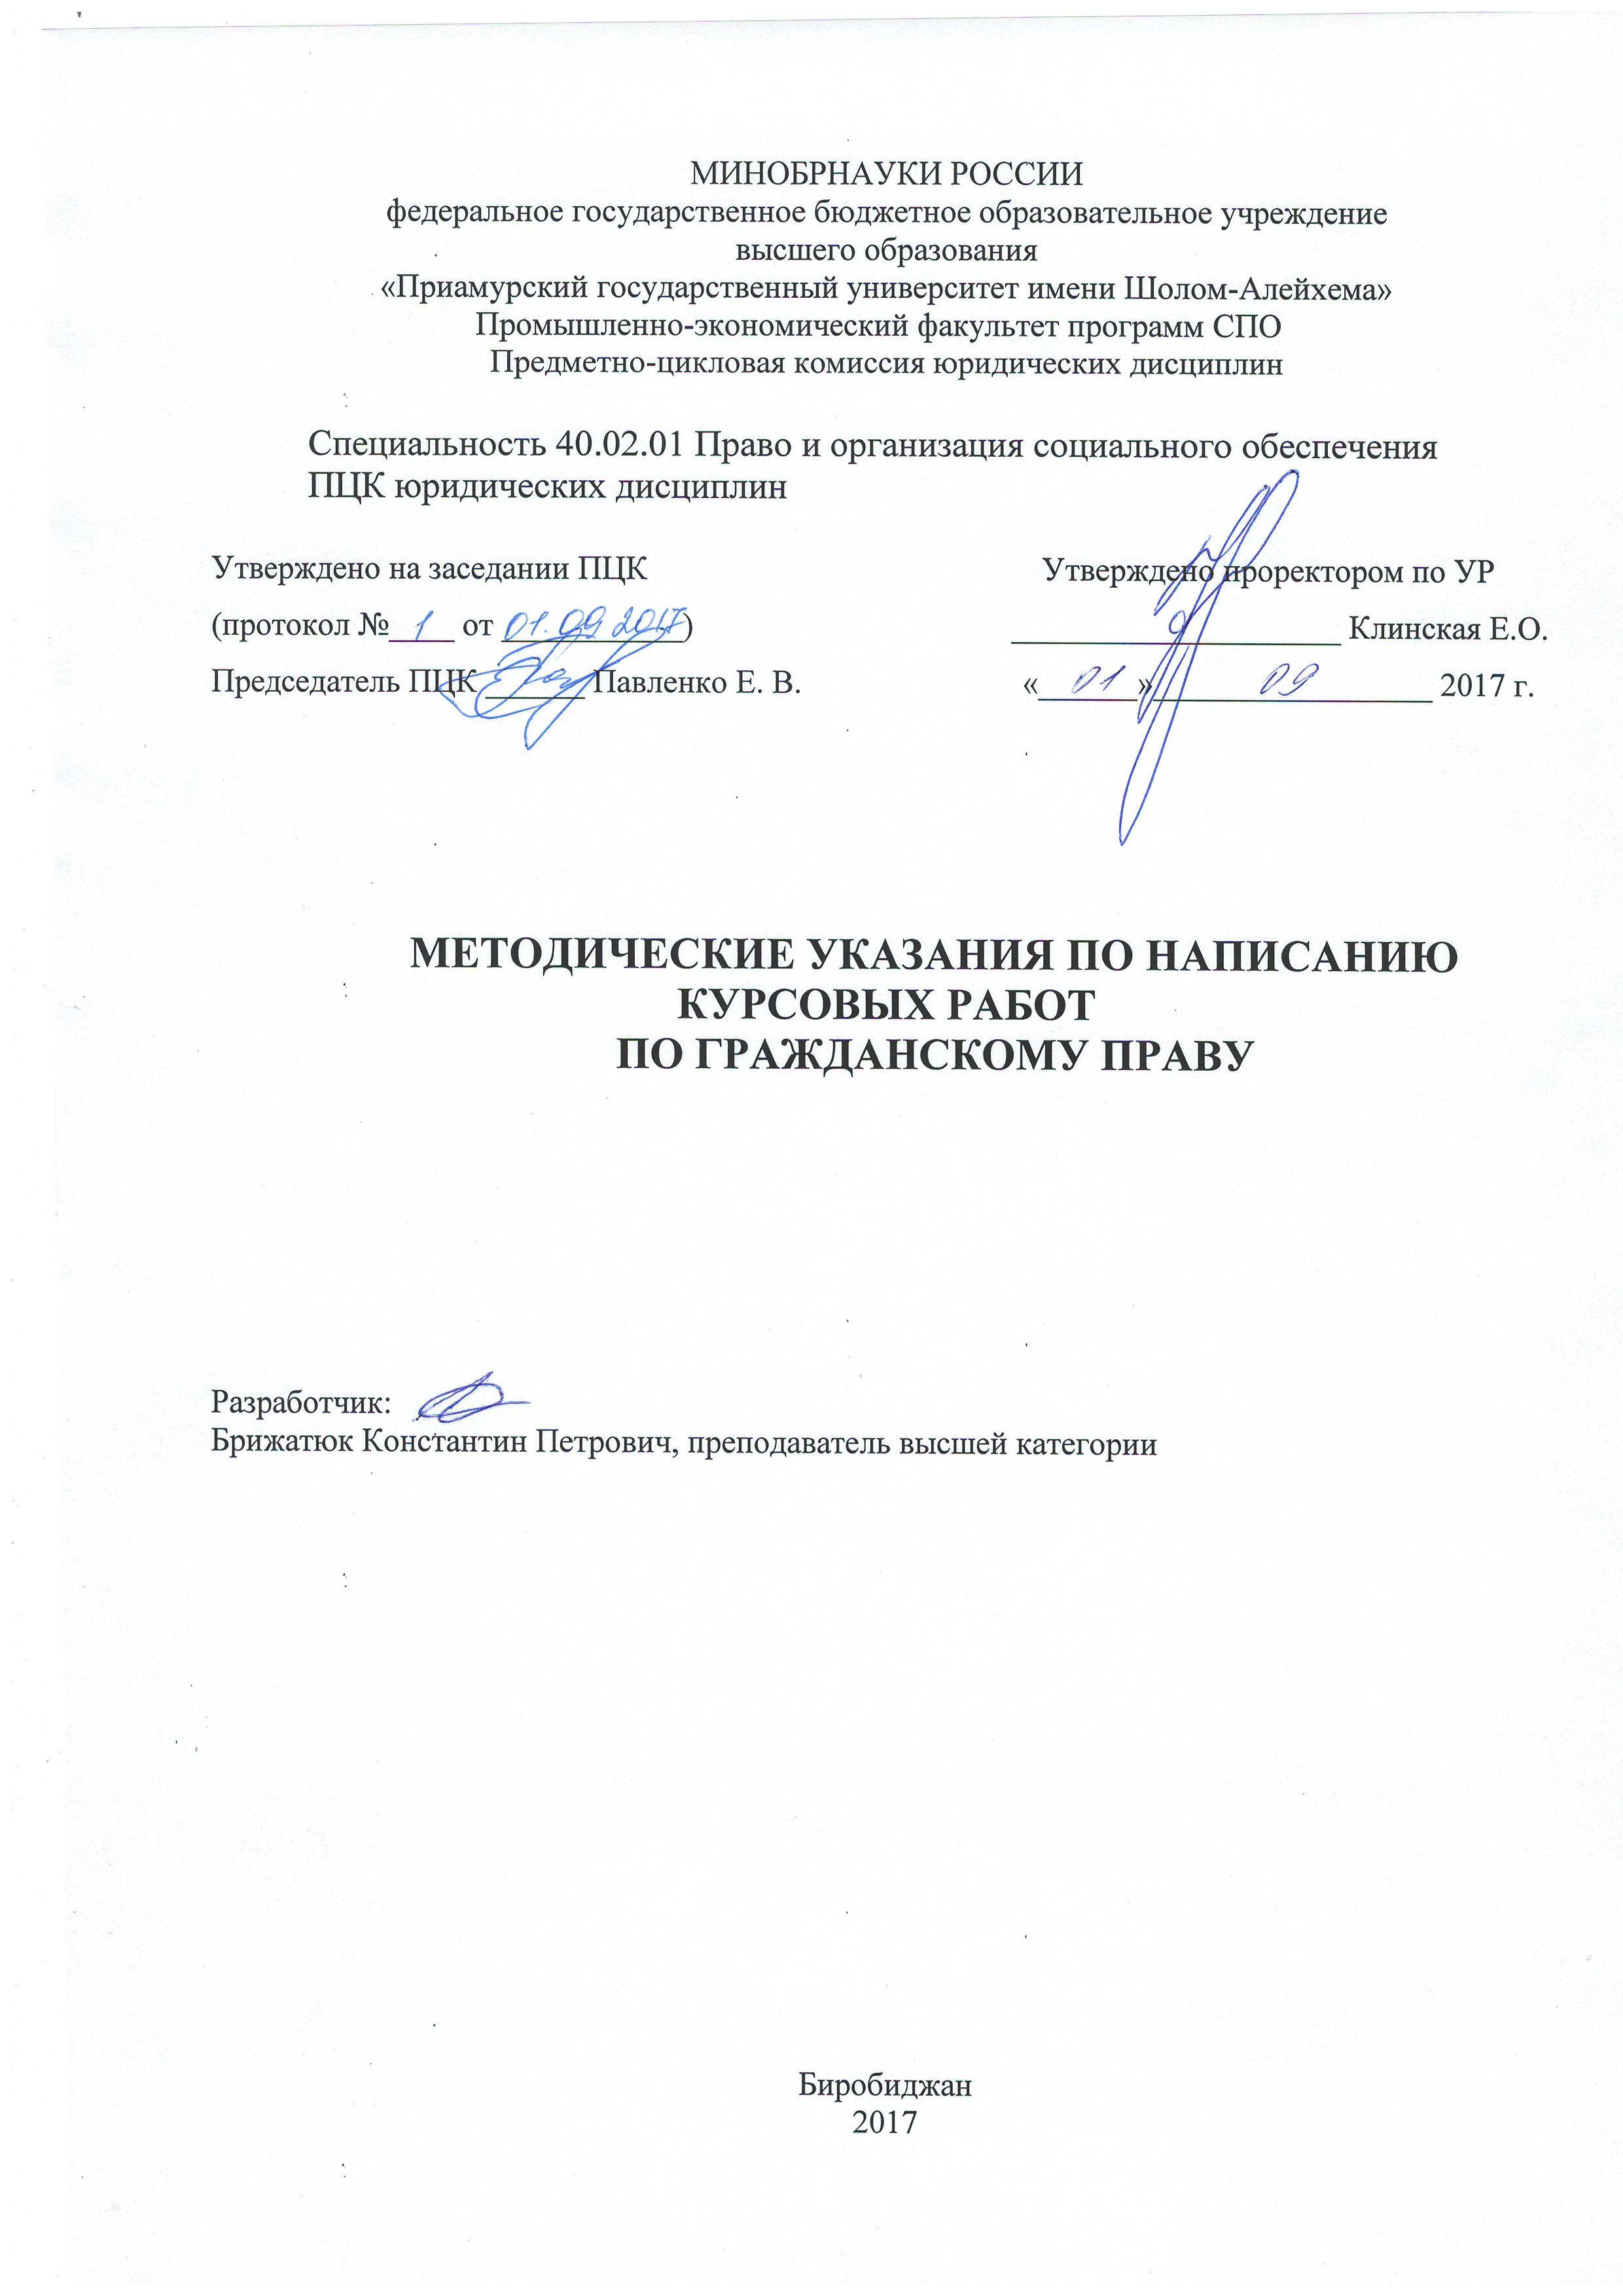 МИНОБРНАУКИ РОССИИ
федеральное государственное бюджетное образовательное учреждение
высшего образования
«Приамурский государственный университет имени Шолом-Алейхема»
Промышленно-экономический факультет программ СПО
Предметно-цикловая комиссия юридических дисциплин
Специальность 40.02.01 Право и организация социального обеспечения
ПЦК юридических дисциплин
Утверждено на заседании ПЦК
(протокол № 1 от 01.09 2017)
Председатель ПЦК ______ Павленко Е. В.
Утверждено проректором по УР
____________________ Клинская Е.О.
« 01 » 09 2017 г.
МЕТОДИЧЕСКИЕ УКАЗАНИЯ ПО НАПИСАНИЮ
КУРСОВЫХ РАБОТ
ПО ГРАЖДАНСКОМУ ПРАВУ
Разработчик:
Брижатюк Константин Петрович, преподаватель высшей категории
Биробиджан
2017